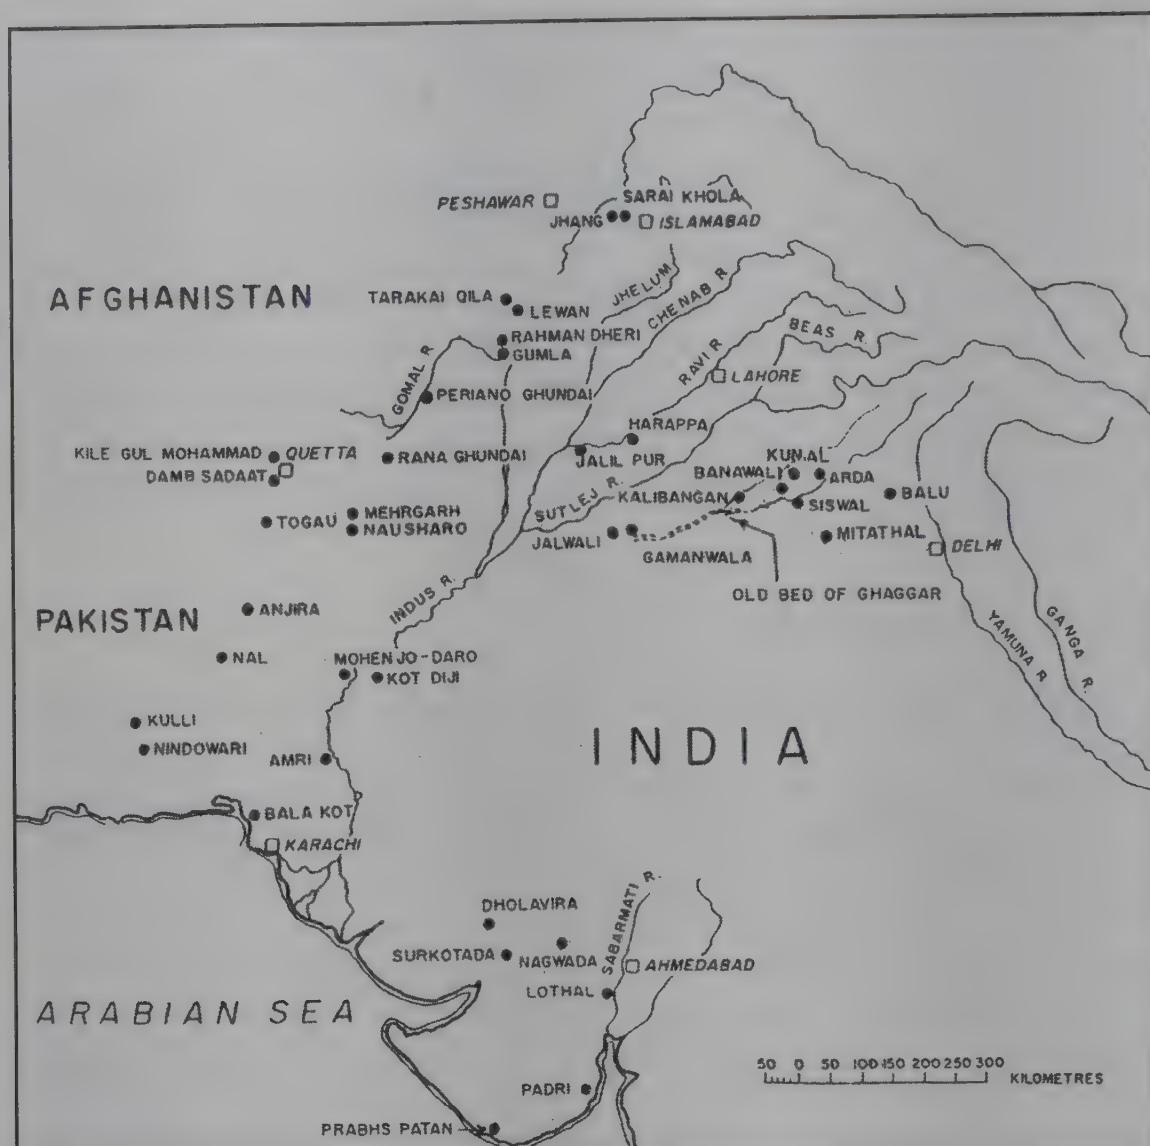 PESHAWAR
SARAI KHOLA
JHANG
ISLAMABAD
AFGHANISTAN
TARAKAI QILA
LEWAN
JHELUM
CHENAB R
RAHMAN DHERI
GUMLA
GOMAL R.
RAVI R
BEAS R.
LAHORE
PERIANO GHUNDAI
HARAPPA
KILE GUL MOHAMMAD
QUETTA
RANA GHUNDAI
JALIL PUR
KUNAL
DAMB SADAAT
BANAWALI
ARDA
SUTLEJ R.
KALIBANGAN
SISWAL
BALU
TOGAU
MEHRGARH
NAUSHARO
JALWALI
GAMANWALA
MITATHAL
DELHI
OLD BED OF GHAGGAR
INDUS R.
ANJIRA
PAKISTAN
YAMUNA R
GANGA R.
NAL
MOHENJO-DARO
KOT DIJI
KULLI
NINDOWARI
AMRI
INDIA
BALA KOT
KARACHI
DHOLAVIRA
SABARMATI R.
SURKOTADA
NAGWADA
AHMEDABAD
LOTHAL
ARABIAN SEA
50 0 50 100 150 200 250 300
KILOMETRES
PADRI
PRABHS PATAN